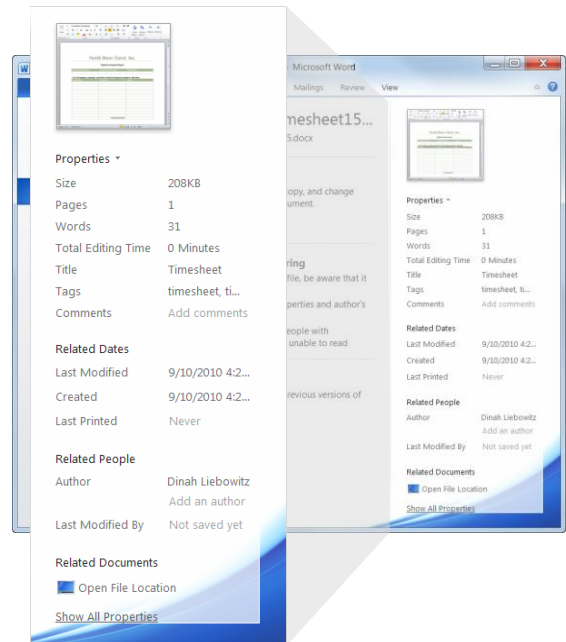 North Shore Travel, Inc.
Properties
Size 208KB
Pages 1
Words 31
Total Editing Time 0 Minutes
Title Timesheet
Tags timesheet, ti...
Comments Add comments
Related Dates
Last Modified 9/10/2010 4:2...
Created 9/10/2010 4:2...
Last Printed Never
Related People
Author Dinah Liebowitz
Add an author
Last Modified By Not saved yet
Related Documents
Open File Location
Show All Properties
- Microsoft Word
Mailings Review View
mesheet15...
5.docx
opy, and change
ument.
ring
file, be aware that it
perties and author's
eople with
unable to read
revious versions of
Properties
Size 208KB
Pages 1
Words 31
Total Editing Time 0 Minutes
Title Timesheet
Tags timesheet, ti...
Comments Add comments
Related Dates
Last Modified 9/10/2010 4:2...
Created 9/10/2010 4:2...
Last Printed Never
Related People
Author Dinah Liebowitz
Add an author
Last Modified By Not saved yet
Related Documents
Open File Location
Show All Properties